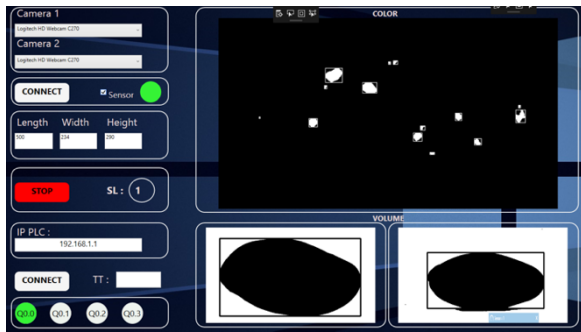 Camera 1
Logitech HD Webcam C270
Camera 2
Logitech HD Webcam C270
CONNECT
Sensor
Length Width Height
500 234 290
STOP
SL : 1
IP PLC :
192.168.1.1
CONNECT
TT :
Q0.0 Q0.1 Q0.2 Q0.3
COLOR
VOLUME